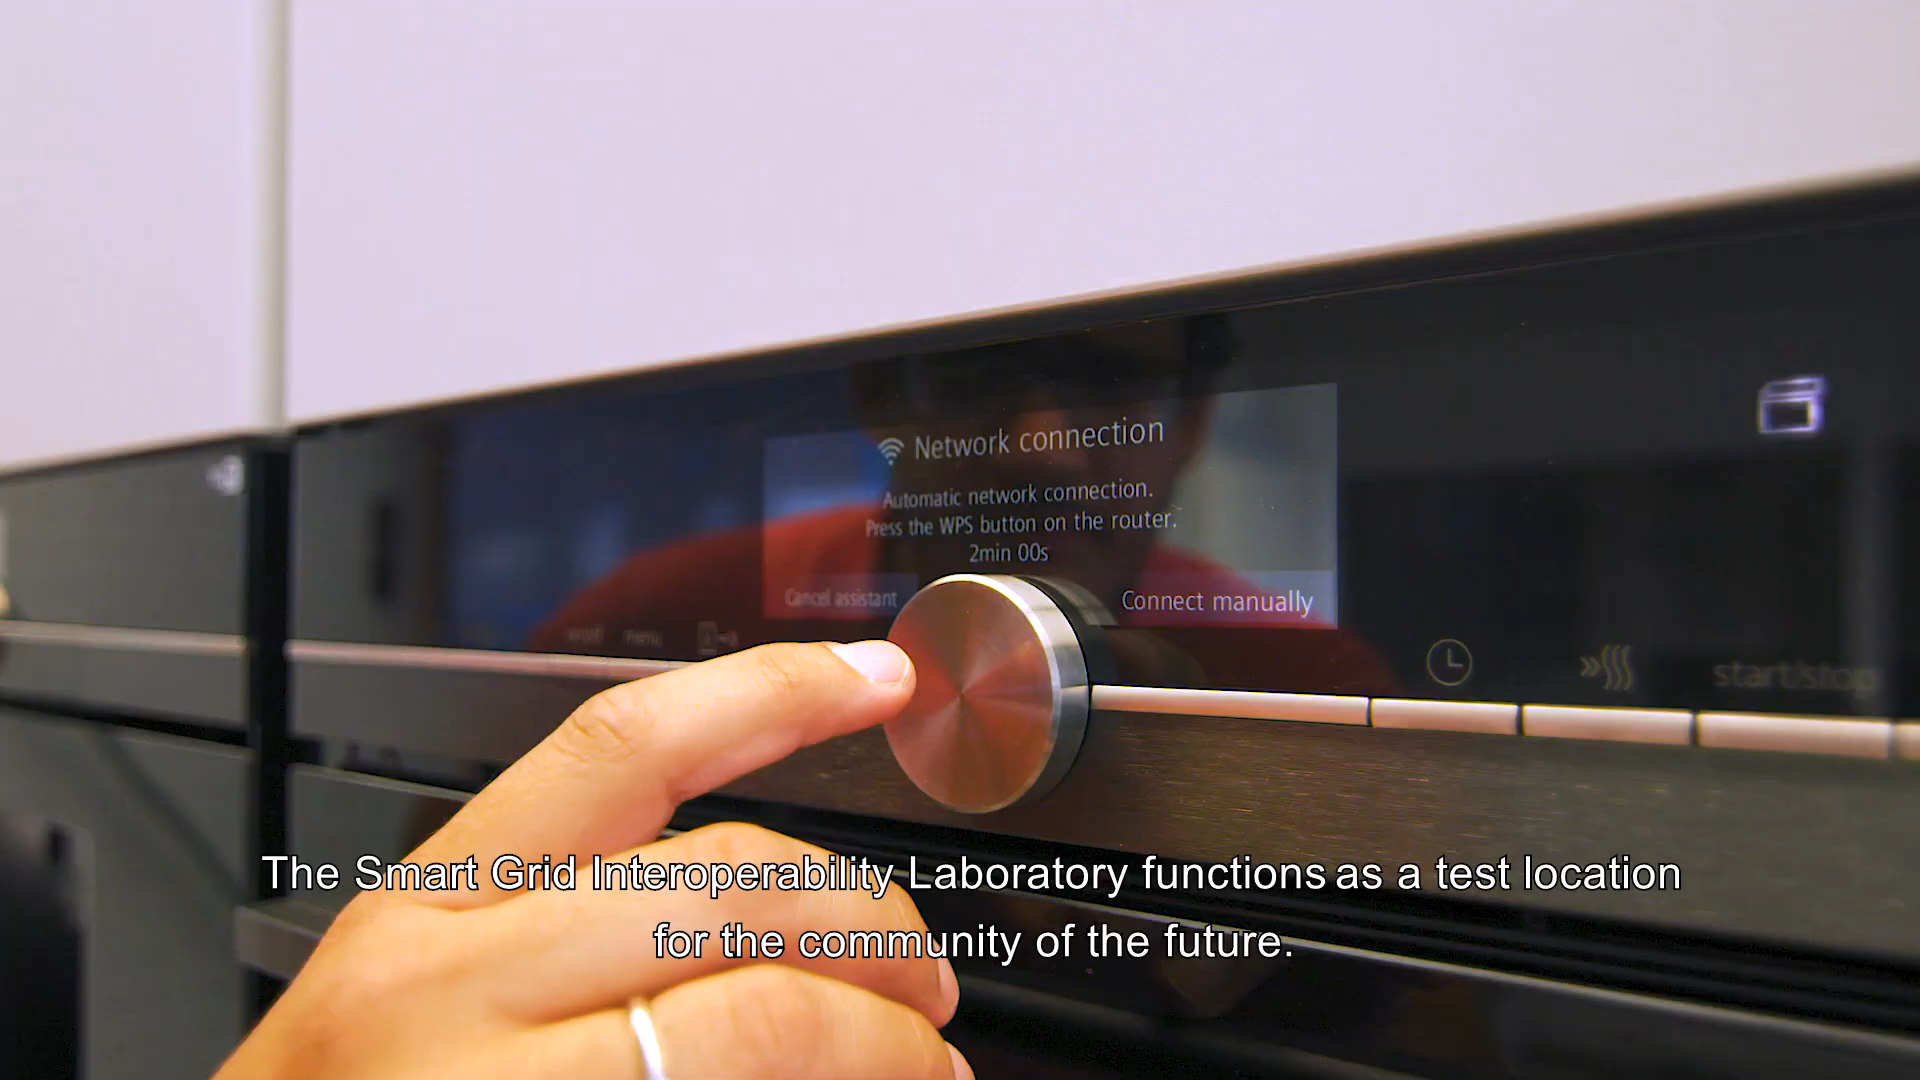 Network connection
Automatic network connection.
Press the WPS button on the router.
2min 00s
Cancel assistant
Connect manually
menu
start/stop
The Smart Grid Interoperability Laboratory functions as a test location
for the community of the future.